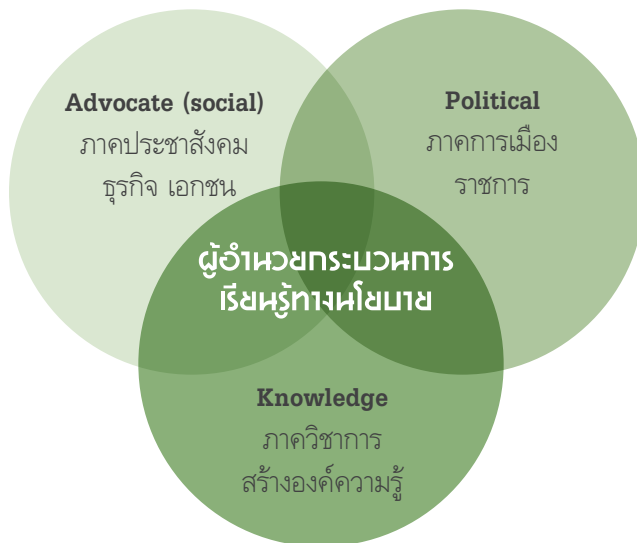 Advocate (social)
ภาคประชาสังคม
ธุรกิจ เอกชน
Political
ภาคการเมือง
ราชการ
ผู้อำนวยกระบวนการ
เรียนรู้ทางนโยบาย
Knowledge
ภาควิชาการ
สร้างองค์ความรู้